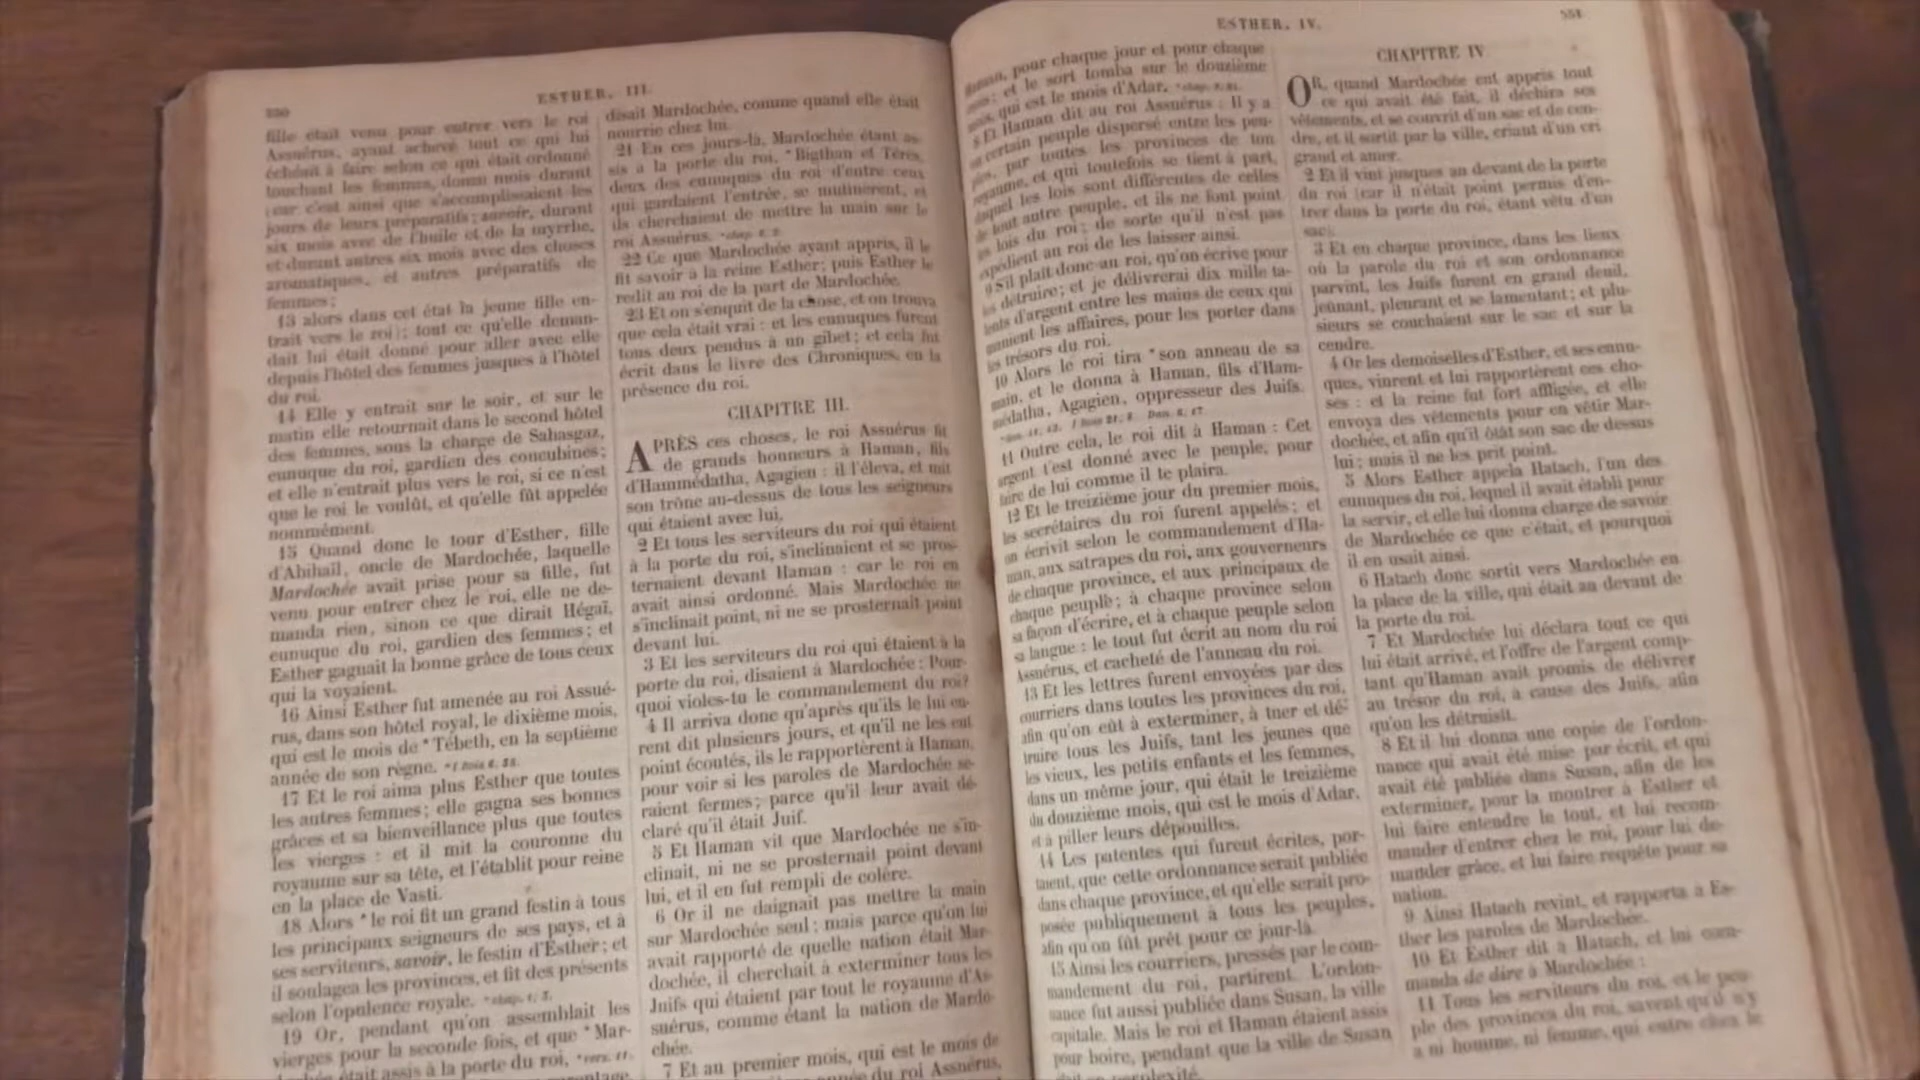 330
ESTHER. III.
fille était venu pour entrer vers le roi
Assuérus, ayant achevé tout ce qui lui
échéait à faire selon ce qui était ordonné
touchant les femmes, douze mois durant
(car c'est ainsi que s'accomplissaient les
jours de leurs préparatifs; savoir, durant
six mois avec de l'huile et de la myrrhe,
et durant autres six mois avec des choses
aromatiques, et autres préparatifs de
femmes;
13 alors dans cet état la jeune fille en-
trait vers le roi); tout ce qu'elle deman-
dait lui était donné pour aller avec elle
depuis l'hôtel des femmes jusques à l'hôtel
du roi.
14 Elle y entrait sur le soir, et sur le
matin elle retournait dans le second hôtel
des femmes, sous la charge de Sahasgaz,
eunuque du roi, gardien des concubines;
et elle n'entrait plus vers le roi, si ce n'est
que le roi le voulût, et qu'elle fût appelée
nommément.
15 Quand donc le tour d'Esther, fille
d'Abihaïl, oncle de Mardochée, laquelle
Mardochée avait prise pour sa fille, fut
venu pour entrer chez le roi, elle ne de-
manda rien, sinon ce que dirait Hégaï,
eunuque du roi, gardien des femmes; et
Esther gagnait la bonne grâce de tous ceux
qui la voyaient.
16 Ainsi Esther fut amenée au roi Assué-
rus, dans son hôtel royal, le dixième mois,
qui est le mois de *Tébeth, en la septième
année de son règne.
17 Et le roi aima plus Esther que toutes
les autres femmes; elle gagna ses bonnes
grâces et sa bienveillance plus que toutes
les vierges : et il mit la couronne du
royaume sur sa tête, et l'établit pour reine
en la place de Vasti.
18 Alors *le roi fit un grand festin à tous
les principaux seigneurs de ses pays, et à
ses serviteurs, savoir, le festin d'Esther; et
il soulagea les provinces, et fit des présents
selon l'opulence royale. *chap. 1. 3.
19 Or, pendant qu'on assemblait les
vierges pour la seconde fois, et que *Mar-
dochée était assis à la porte du roi, *vers. 21.
disait Mardochée, comme quand elle était
nourrie chez lui.
21 En ces jours-là, Mardochée étant as-
sis à la porte du roi, *Bigthan et Térès,
deux des eunuques du roi d'entre ceux
qui gardaient l'entrée, se mutinèrent, et
ils cherchaient de mettre la main sur le
roi Assuérus. *chap. 6. 2.
22 Ce que Mardochée ayant appris, il le
fit savoir à la reine Esther; puis Esther le
redit au roi de la part de Mardochée.
23 Et on s'enquit de la chose, et on trouva
que cela était vrai : et les eunuques furent
tous deux pendus à un gibet; et cela fut
écrit dans le livre des Chroniques, en la
présence du roi.
CHAPITRE III.
APRÈS ces choses, le roi Assuérus fit
de grands honneurs à Haman, fils
d'Hammédatha, Agagien : il l'éleva, et mit
son trône au-dessus de tous les seigneurs
qui étaient avec lui.
2 Et tous les serviteurs du roi qui étaient
à la porte du roi, s'inclinaient et se pros-
ternaient devant Haman : car le roi en
avait ainsi ordonné. Mais Mardochée ne
s'inclinait point, ni ne se prosternait point
devant lui.
3 Et les serviteurs du roi qui étaient à la
porte du roi, disaient à Mardochée : Pour-
quoi violes-tu le commandement du roi?
4 Il arriva donc qu'après qu'ils le lui eu-
rent dit plusieurs jours, et qu'il ne les eut
point écoutés, ils le rapportèrent à Haman,
pour voir si les paroles de Mardochée se-
raient fermes; parce qu'il leur avait dé-
claré qu'il était Juif.
5 Et Haman vit que Mardochée ne s'in-
clinait, ni ne se prosternait point devant
lui, et il en fut rempli de colère.
6 Or il ne daignait pas mettre la main
sur Mardochée seul; mais parce qu'on lui
avait rapporté de quelle nation était Mar-
dochée, il cherchait à exterminer tous les
Juifs qui étaient par tout le royaume d'As-
suérus, comme étant la nation de Mardo-
chée.
7 Et au premier mois, qui est le mois de
du roi Assuérus,
ESTHER. IV.
331
Haman, pour chaque jour et pour chaque
mois; et le sort tomba sur le douzième
mois, qui est le mois d'Adar.
8 Et Haman dit au roi Assuérus : Il y a
un certain peuple dispersé entre les peu-
ples, par toutes les provinces de ton
royaume, et qui toutefois se tient à part,
duquel les lois sont différentes de celles
de tout autre peuple, et ils ne font point
les lois du roi; de sorte qu'il n'est pas
expédient au roi de les laisser ainsi.
9 S'il plaît donc au roi, qu'on écrive pour
les détruire; et je délivrerai dix mille ta-
lents d'argent entre les mains de ceux qui
manient les affaires, pour les porter dans
les trésors du roi.
10 Alors le roi tira *son anneau de sa
main, et le donna à Haman, fils d'Ham-
médatha, Agagien, oppresseur des Juifs.
11 Outre cela, le roi dit à Haman : Cet
argent t'est donné avec le peuple, pour
faire de lui comme il te plaira.
12 Et le treizième jour du premier mois,
les secrétaires du roi furent appelés; et
on écrivit selon le commandement d'Ha-
man, aux satrapes du roi, aux gouverneurs
de chaque province, et aux principaux de
chaque peuple; à chaque province selon
sa façon d'écrire, et à chaque peuple selon
sa langue : le tout fut écrit au nom du roi
Assuérus, et cacheté de l'anneau du roi.
13 Et les lettres furent envoyées par des
courriers dans toutes les provinces du roi,
afin qu'on eût à exterminer, à tuer et dé-
truire tous les Juifs, tant les jeunes que
les vieux, les petits enfants et les femmes,
dans un même jour, qui était le treizième
du douzième mois, qui est le mois d'Adar,
et à piller leurs dépouilles.
14 Les patentes qui furent écrites, por-
taient, que cette ordonnance serait publiée
dans chaque province, et qu'elle serait pro-
posée publiquement à tous les peuples,
afin qu'on fût prêt pour ce jour-là.
15 Ainsi les courriers, pressés par le com-
mandement du roi, partirent. L'ordon-
nance fut aussi publiée dans Susan, la ville
capitale. Mais le roi et Haman étaient assis
pour boire, pendant que la ville de Susan
était en perplexité.
CHAPITRE IV
OR, quand Mardochée eut appris tout
ce qui avait été fait, il déchira ses
vêtements, et se couvrit d'un sac et de cen-
dre, et il sortit par la ville, criant d'un cri
grand et amer.
2 Et il vint jusques au devant de la porte
du roi (car il n'était point permis d'en-
trer dans la porte du roi, étant vêtu d'un
sac).
3 Et en chaque province, dans les lieux
où la parole du roi et son ordonnance
parvint, les Juifs furent en grand deuil,
jeûnant, pleurant et se lamentant; et plu-
sieurs se couchaient sur le sac et sur la
cendre.
4 Or les demoiselles d'Esther, et ses eunu-
ques, vinrent et lui rapportèrent ces cho-
ses : et la reine fut fort affligée, et elle
envoya des vêtements pour en vêtir Mar-
dochée, et afin qu'il ôtât son sac de dessus
lui; mais il ne les prit point.
5 Alors Esther appela Hatach, l'un des
eunuques du roi, lequel il avait établi pour
la servir, et elle lui donna charge de savoir
de Mardochée ce que c'était, et pourquoi
il en usait ainsi.
6 Hatach donc sortit vers Mardochée en
la place de la ville, qui était au devant de
la porte du roi.
7 Et Mardochée lui déclara tout ce qui
lui était arrivé, et l'offre de l'argent comp-
tant qu'Haman avait promis de délivrer
au trésor du roi, à cause des Juifs, afin
qu'on les détruisît.
8 Et il lui donna une copie de l'ordon-
nance qui avait été mise par écrit, et qui
avait été publiée dans Susan, afin de les
exterminer, pour la montrer à Esther et
lui faire entendre le tout, et lui recom-
mander d'entrer chez le roi, pour lui de-
mander grâce, et lui faire requête pour sa
nation.
9 Ainsi Hatach revint, et rapporta à Es-
ther les paroles de Mardochée.
10 Et Esther dit à Hatach, et lui com-
manda de dire à Mardochée :
11 Tous les serviteurs du roi, et le peu-
ple des provinces du roi, savent qu'il n'y
a ni homme, ni femme, qui entre chez le